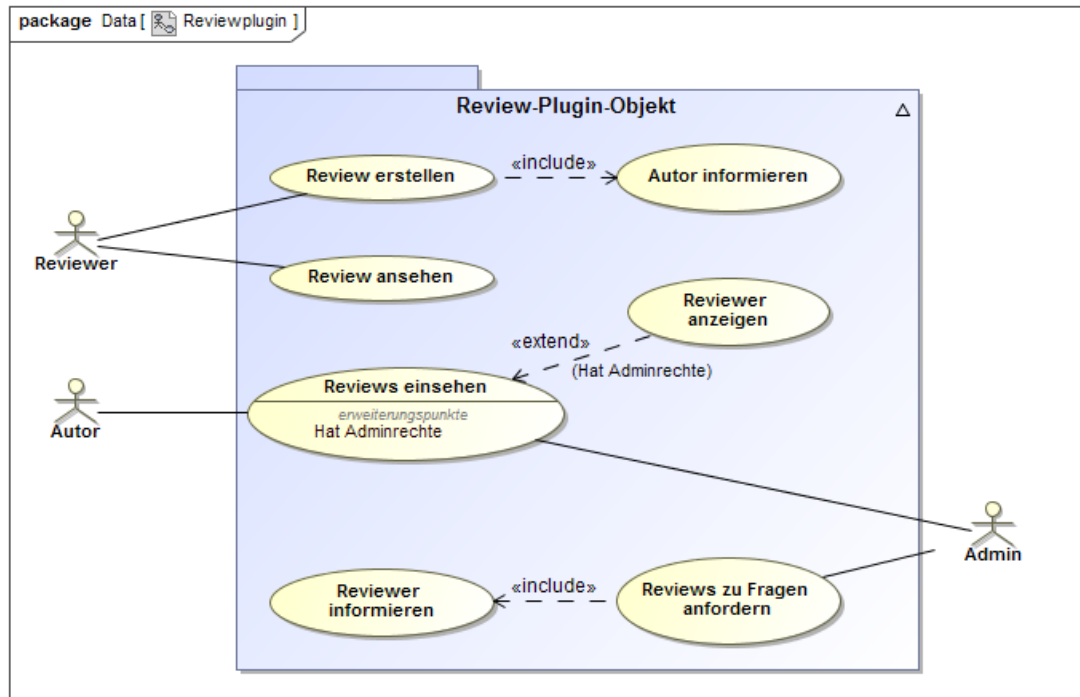 package Data [ Reviewplugin ]
Review-Plugin-Objekt
«include»
Review erstellen
Autor informieren
Reviewer
Review ansehen
Reviewer
anzeigen
«extend»
(Hat Adminrechte)
Reviews einsehen
erweiterungspunkte
Hat Adminrechte
Autor
Admin
«include»
Reviewer
informieren
Reviews zu Fragen
anfordern